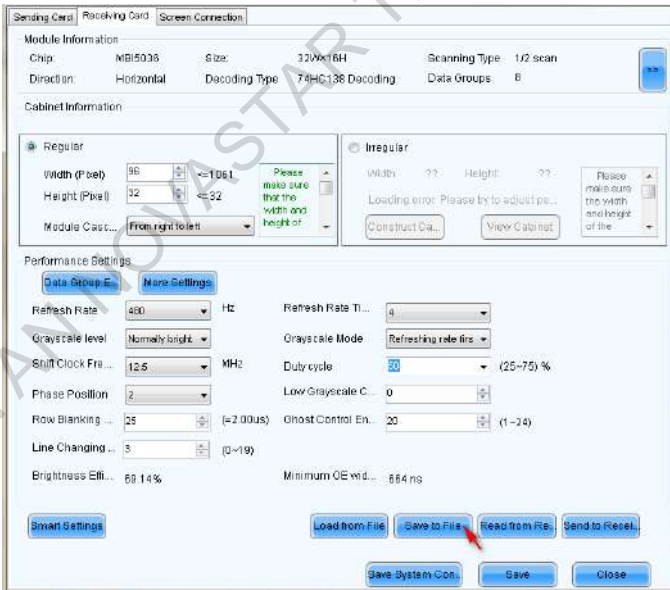 Sending Card Receiving Card Screen Connection
Module Information
Chip: MBI5036 Size: 32W×16H Scanning Type 1/2 scan
Direction: Horizontal Decoding Type 74HC138 Decoding Data Groups 8
Cabinet Information
Regular Irregular
Width (Pixel) 96 <=1061 Please make sure that the width and height of
Height (Pixel) 32 <=32
Module Casc... From right to left
Width ?? Height: ?? Please make sure the width and height of the
Loading error. Please try to adjust pa...
Construct Ca... View Cabinet
Performance Settings
Data Group E... More Settings
Refresh Rate 480 Hz Refresh Rate Ti... 4
Grayscale level Normally bright Grayscale Mode Refreshing rate firs
Shift Clock Fre... 12.5 MHz Duty cycle 50 (25~75) %
Phase Position 2 Low Grayscale C... 0
Row Blanking ... 25 (=2.00us) Ghost Control En... 20 (1~24)
Line Changing ... 3 (0~19)
Brightness Effi... 69.14% Minimum OE wid... 664 ns
Smart Settings Load from File Save to File Read from Re... Send to Recei...
Save System Con... Save Close
AN NOVASTAR T